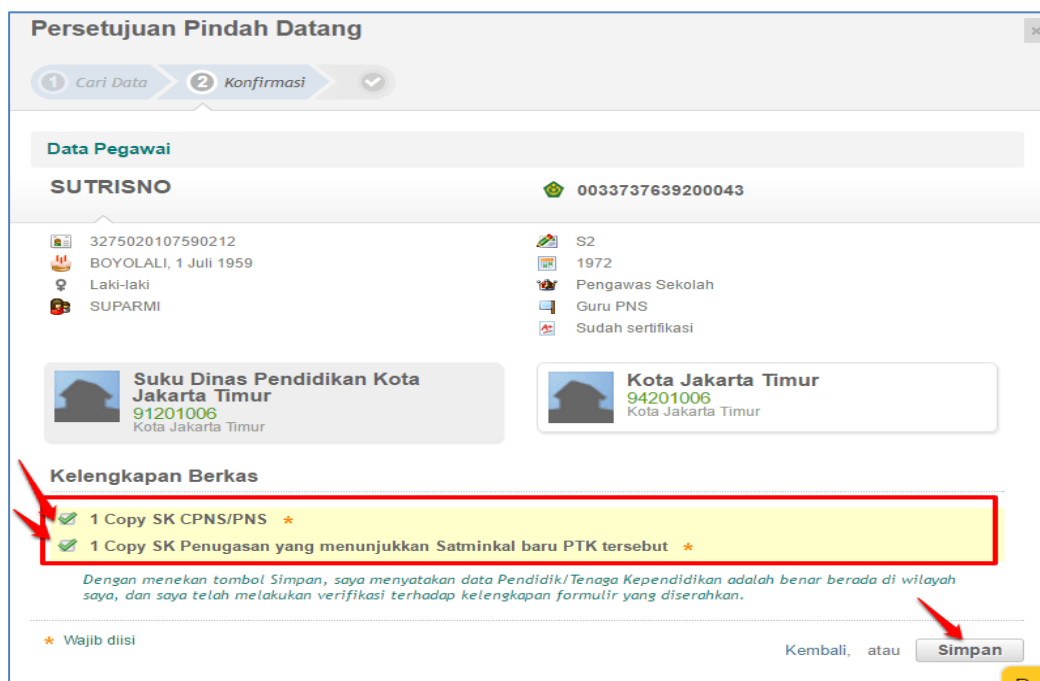 Persetujuan Pindah Datang
×
1 Cari Data 2 Konfirmasi
Data Pegawai
SUTRISNO
0033737639200043
3275020107590212
BOYOLALI, 1 Juli 1959
Laki-laki
SUPARMI
S2
1972
Pengawas Sekolah
Guru PNS
Sudah sertifikasi
Suku Dinas Pendidikan Kota
Jakarta Timur
91201006
Kota Jakarta Timur
Kota Jakarta Timur
94201006
Kota Jakarta Timur
Kelengkapan Berkas
1 Copy SK CPNS/PNS *
1 Copy SK Penugasan yang menunjukkan Satminkal baru PTK tersebut *
Dengan menekan tombol Simpan, saya menyatakan data Pendidik/Tenaga Kependidikan adalah benar berada di wilayah
saya, dan saya telah melakukan verifikasi terhadap kelengkapan formulir yang diserahkan.
* Wajib diisi
Kembali, atau Simpan